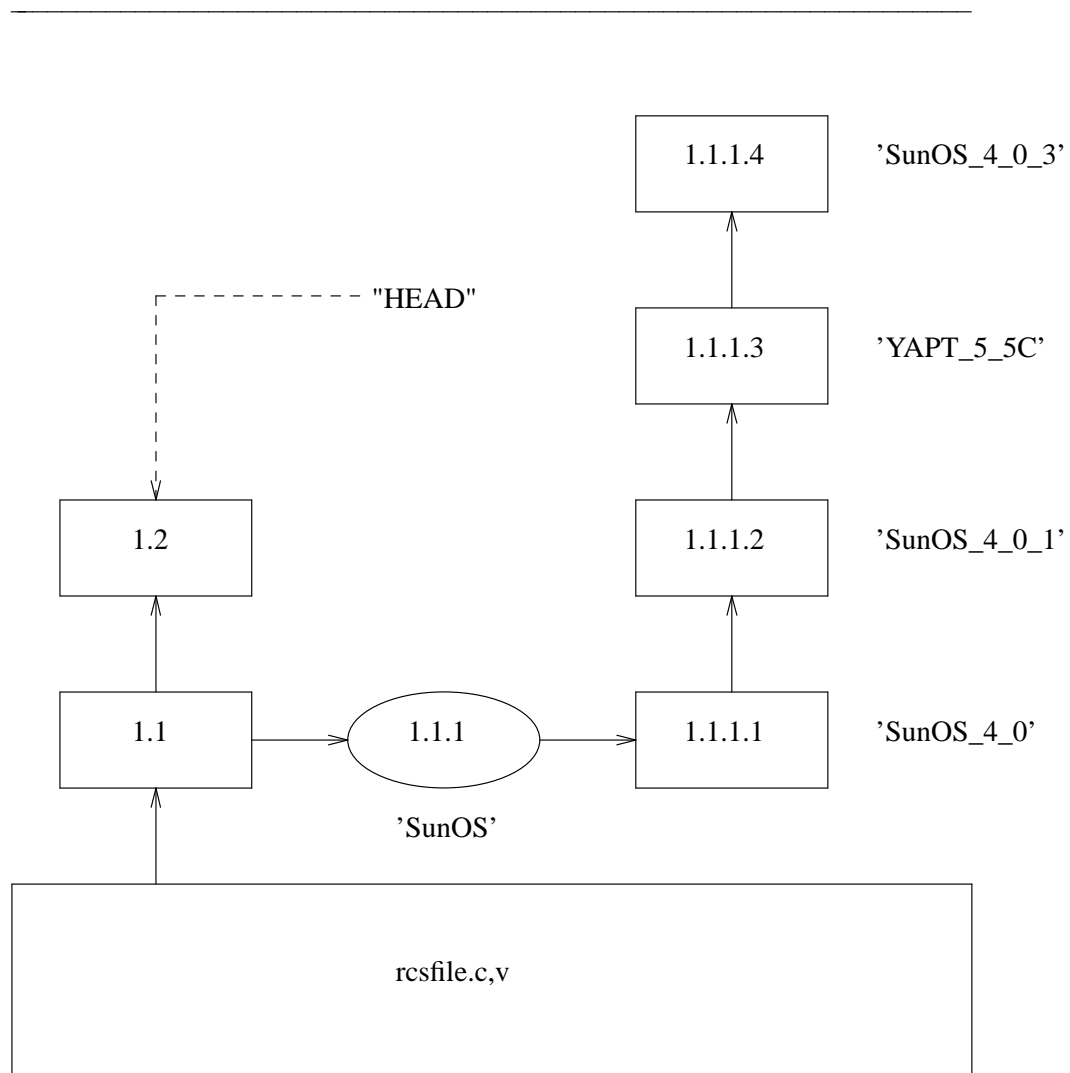 1.1.1.4 ’SunOS_4_0_3’
"HEAD"
1.1.1.3 ’YAPT_5_5C’
1.2 1.1.1.2 ’SunOS_4_0_1’
1.1 1.1.1 1.1.1.1 ’SunOS_4_0’
’SunOS’
rcsfile.c,v